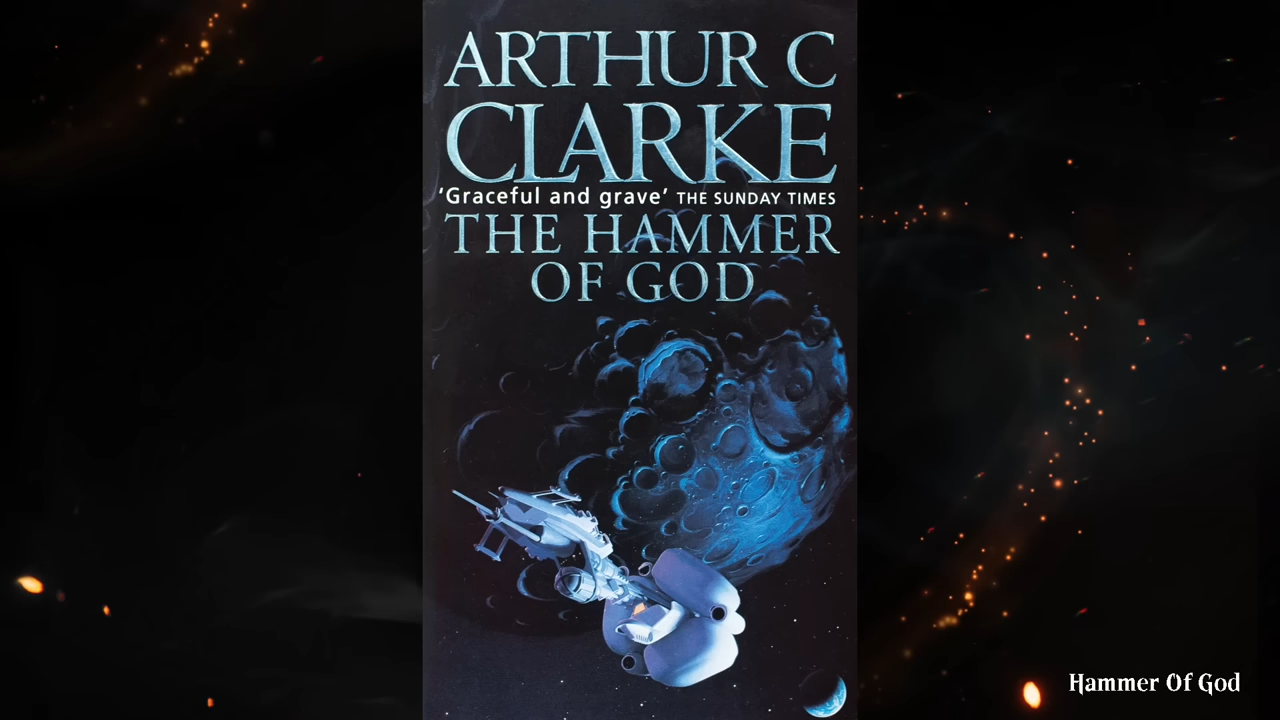 ARTHUR C
CLARKE
'Graceful and grave' THE SUNDAY TIMES
THE HAMMER
OF GOD
Hammer Of God